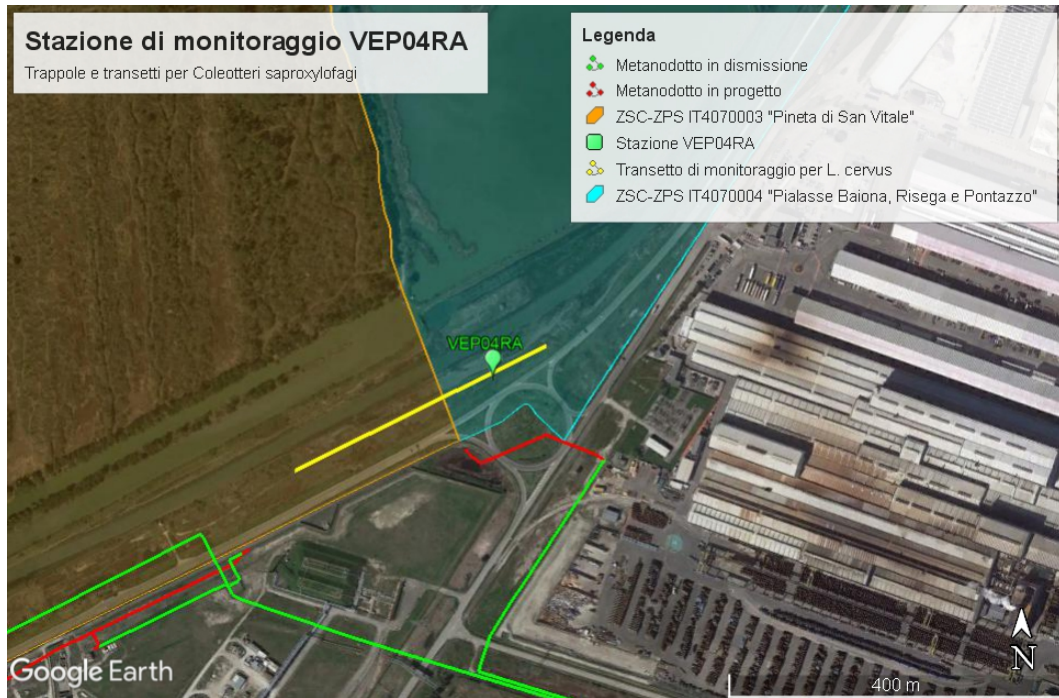 Stazione di monitoraggio VEP04RA
Trappole e transetti per Coleotteri saproxylofagi
Legenda
Metanodotto in dismissione
Metanodotto in progetto
ZSC-ZPS IT4070003 "Pineta di San Vitale"
Stazione VEP04RA
Transetto di monitoraggio per L. cervus
ZSC-ZPS IT4070004 "Pialasse Baiona, Risega e Pontazzo"
VEP04RA
Google Earth
N
400 m